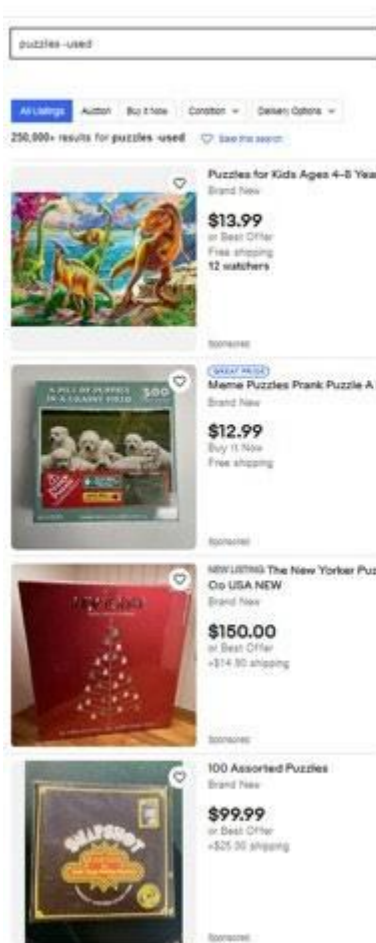 puzzles -used
All Listings Auction Buy It Now Condition Delivery Options
250,000+ results for puzzles -used Save this search
Puzzles for Kids Ages 4-8 Year
Brand New
$13.99
or Best Offer
Free shipping
12 watchers
Sponsored
GREAT PRICE
Meme Puzzles Prank Puzzle A
Brand New
$12.99
Buy It Now
Free shipping
Sponsored
A PILE OF PUPPIES
IN A GRASSY FIELD
500
NEW LISTING The New Yorker Puz
Co USA NEW
Brand New
$150.00
or Best Offer
+$14.90 shipping
Sponsored
100 Assorted Puzzles
Brand New
$99.99
or Best Offer
+$25.00 shipping
Sponsored
SNAPSHOT